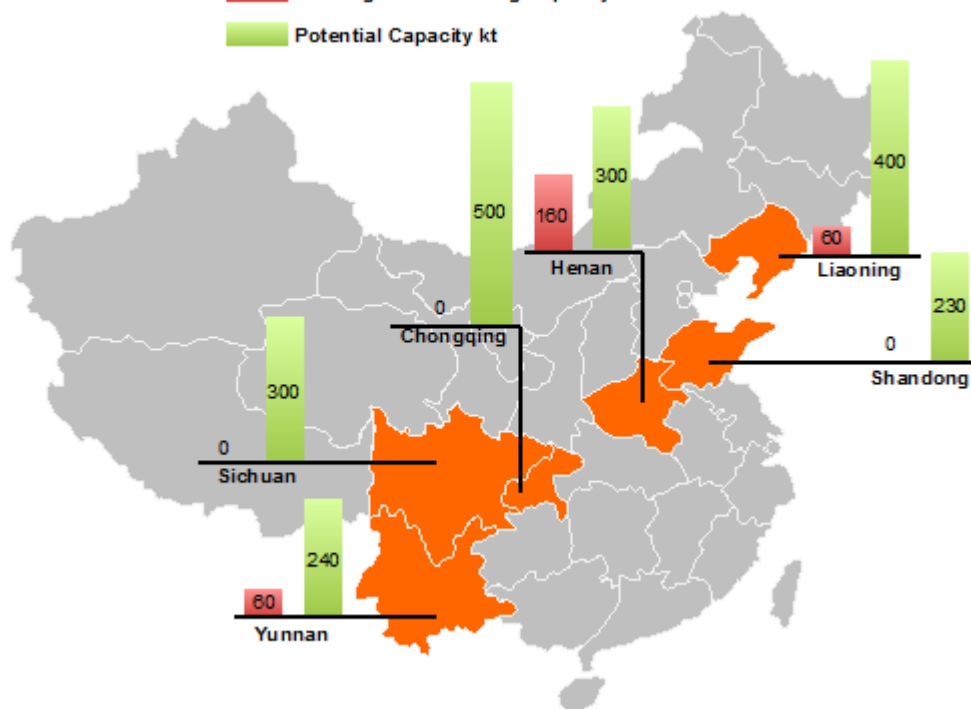 Potential Capacity kt
400
500
300
160
60
Henan
Liaoning
230
0
Chongqing
0
300
Shandong
0
Sichuan
240
60
Yunnan